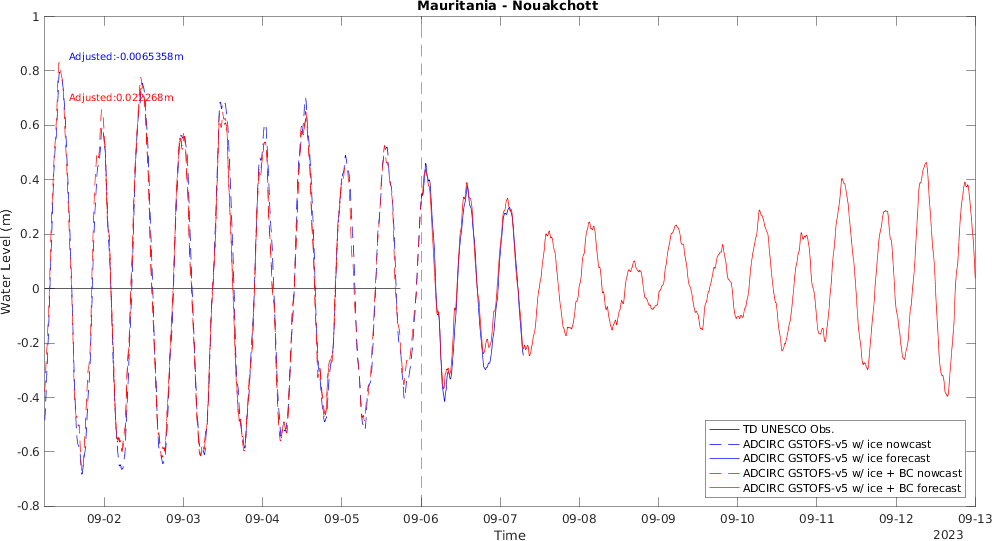 Mauritania - Nouakchott
1
0.8
0.6
0.4
0.2
0
-0.2
-0.4
-0.6
-0.8
Water Level (m)
Adjusted:-0.0065358m
Adjusted:0.022268m
TD UNESCO Obs.
ADCIRC GSTOFS-v5 w/ ice nowcast
ADCIRC GSTOFS-v5 w/ ice forecast
ADCIRC GSTOFS-v5 w/ ice + BC nowcast
ADCIRC GSTOFS-v5 w/ ice + BC forecast
09-02 09-03 09-04 09-05 09-06 09-07 09-08 09-09 09-10 09-11 09-12 09-13
Time
2023